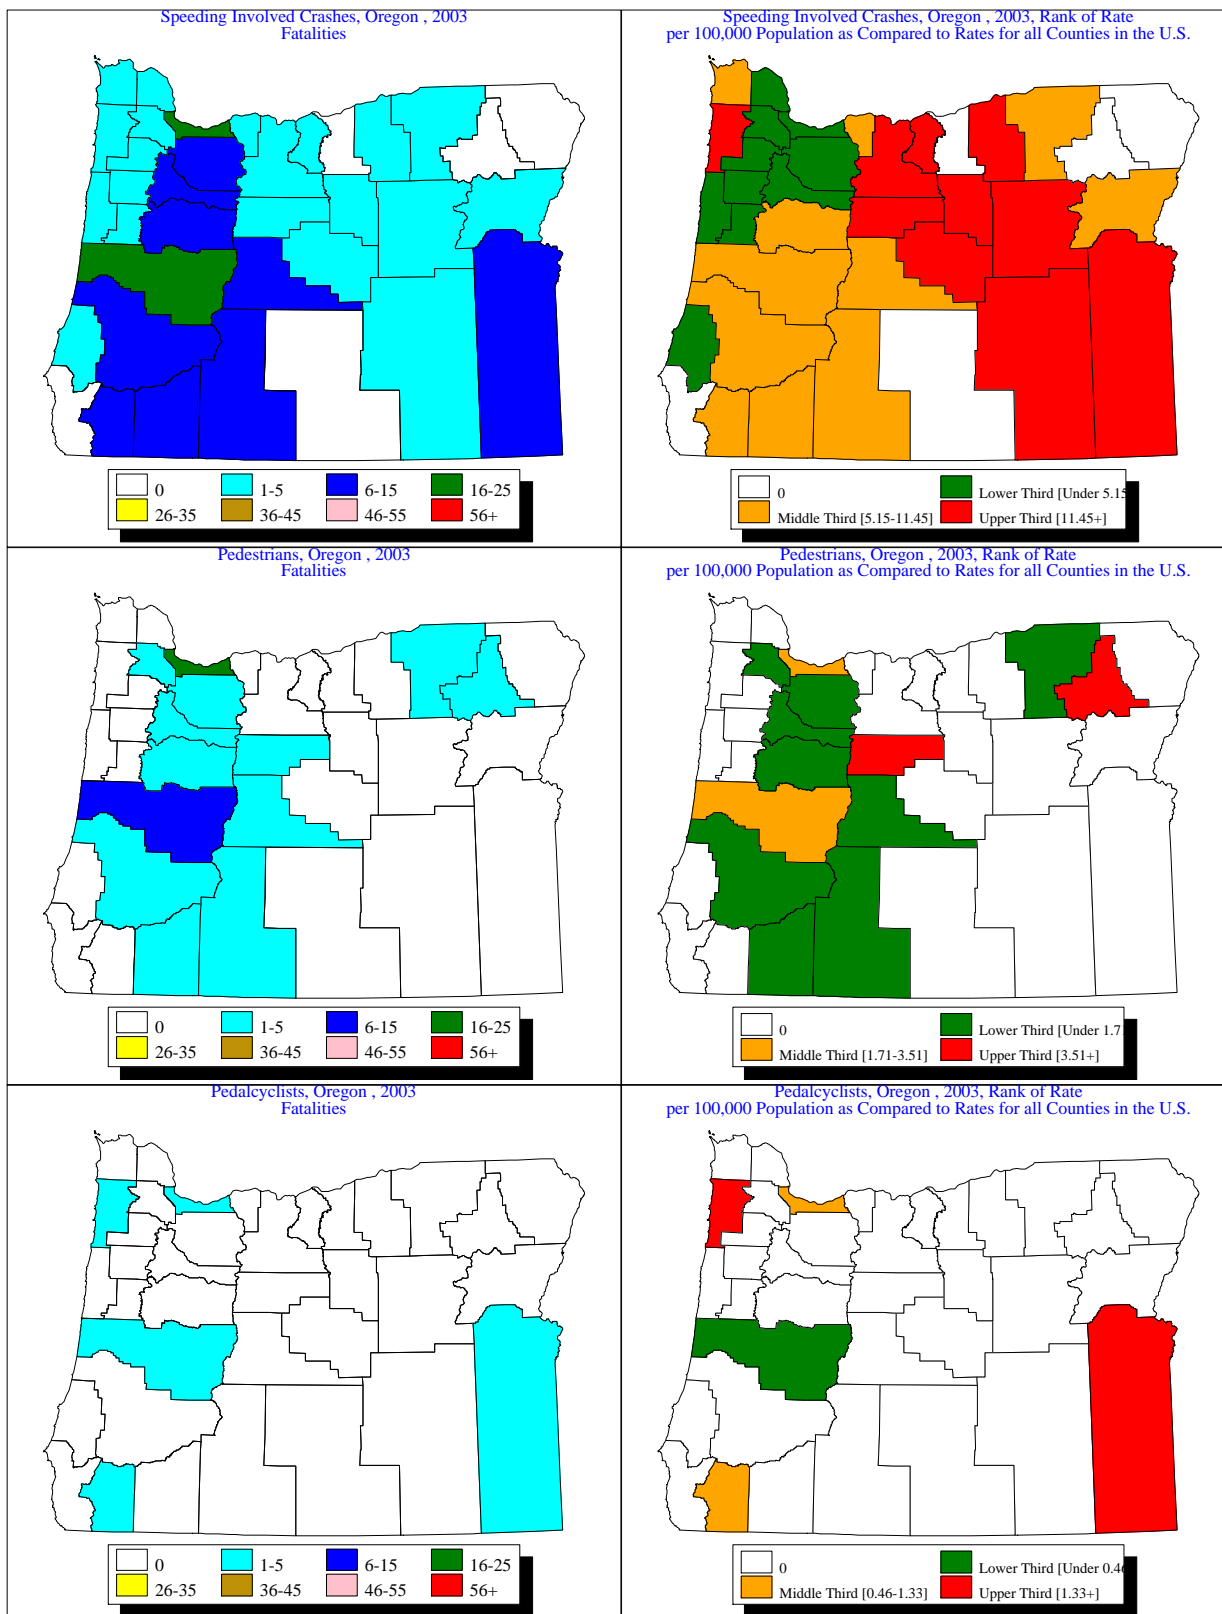 Speeding Involved Crashes, Oregon , 2003
Fatalities
0 1-5 6-15 16-25
26-35 36-45 46-55 56+
Speeding Involved Crashes, Oregon , 2003, Rank of Rate
per 100,000 Population as Compared to Rates for all Counties in the U.S.
0 Lower Third [Under 5.15
Middle Third [5.15-11.45] Upper Third [11.45+]
Pedestrians, Oregon , 2003
Fatalities
0 1-5 6-15 16-25
26-35 36-45 46-55 56+
Pedestrians, Oregon , 2003, Rank of Rate
per 100,000 Population as Compared to Rates for all Counties in the U.S.
0 Lower Third [Under 1.71
Middle Third [1.71-3.51] Upper Third [3.51+]
Pedalcyclists, Oregon , 2003
Fatalities
0 1-5 6-15 16-25
26-35 36-45 46-55 56+
Pedalcyclists, Oregon , 2003, Rank of Rate
per 100,000 Population as Compared to Rates for all Counties in the U.S.
0 Lower Third [Under 0.46
Middle Third [0.46-1.33] Upper Third [1.33+]